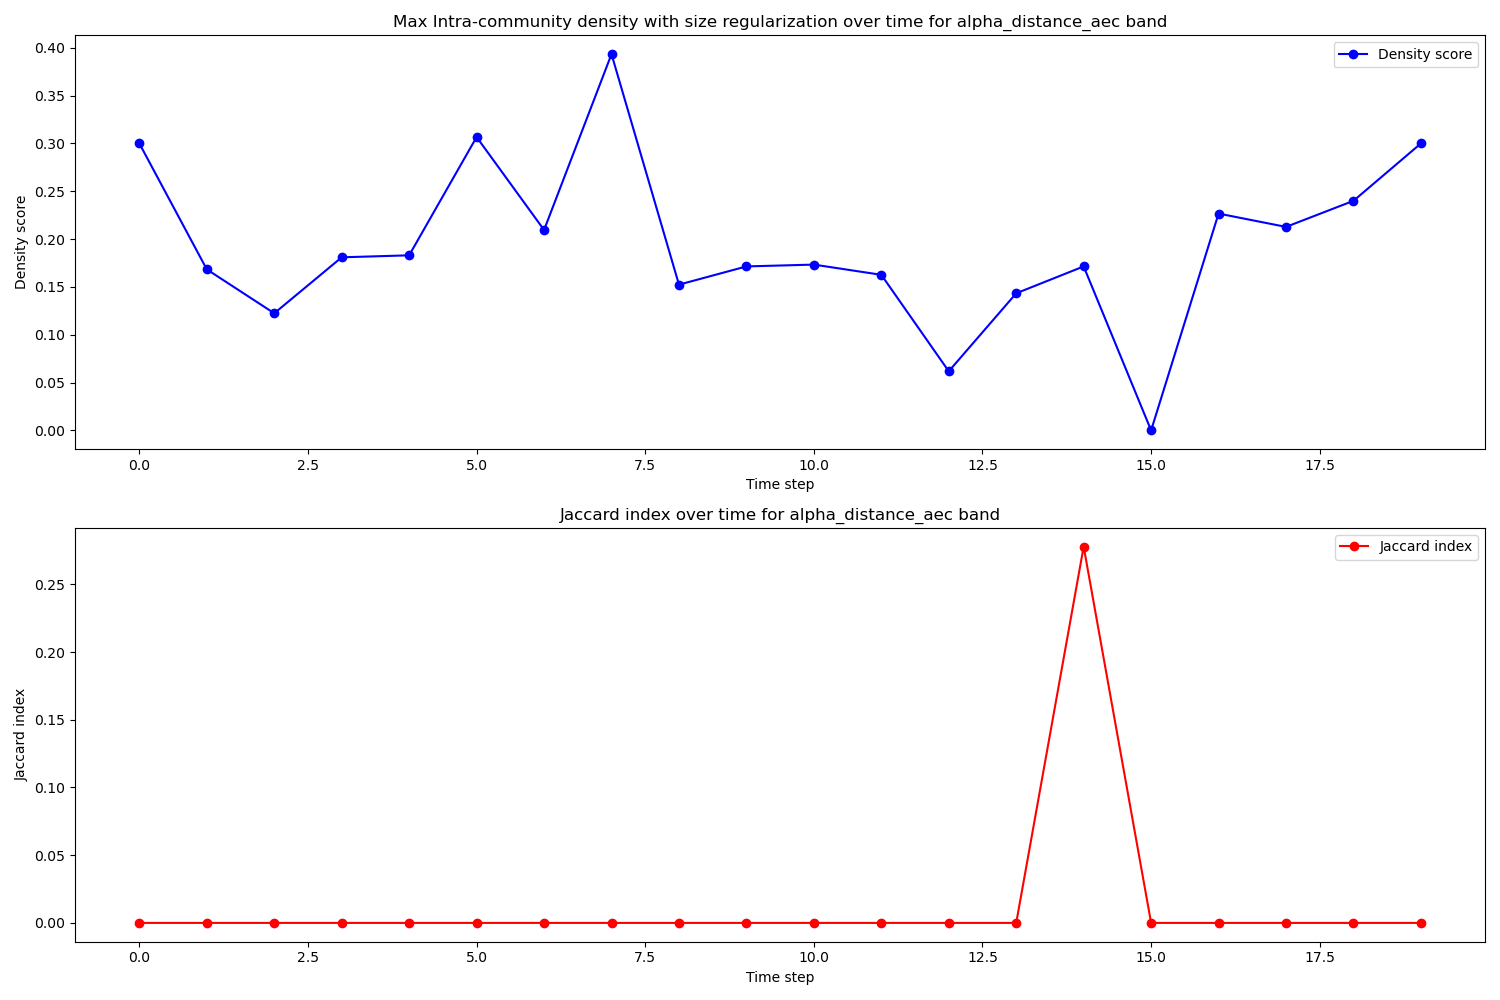 Max Intra-community density with size regularization over time for alpha_distance_aec band
Density score
0.40
0.35
0.30
0.25
0.20
0.15
0.10
0.05
0.00
Density score
0.0 2.5 5.0 7.5 10.0 12.5 15.0 17.5
Time step
Jaccard index over time for alpha_distance_aec band
Jaccard index
0.25
0.20
0.15
0.10
0.05
0.00
Jaccard index
0.0 2.5 5.0 7.5 10.0 12.5 15.0 17.5
Time step